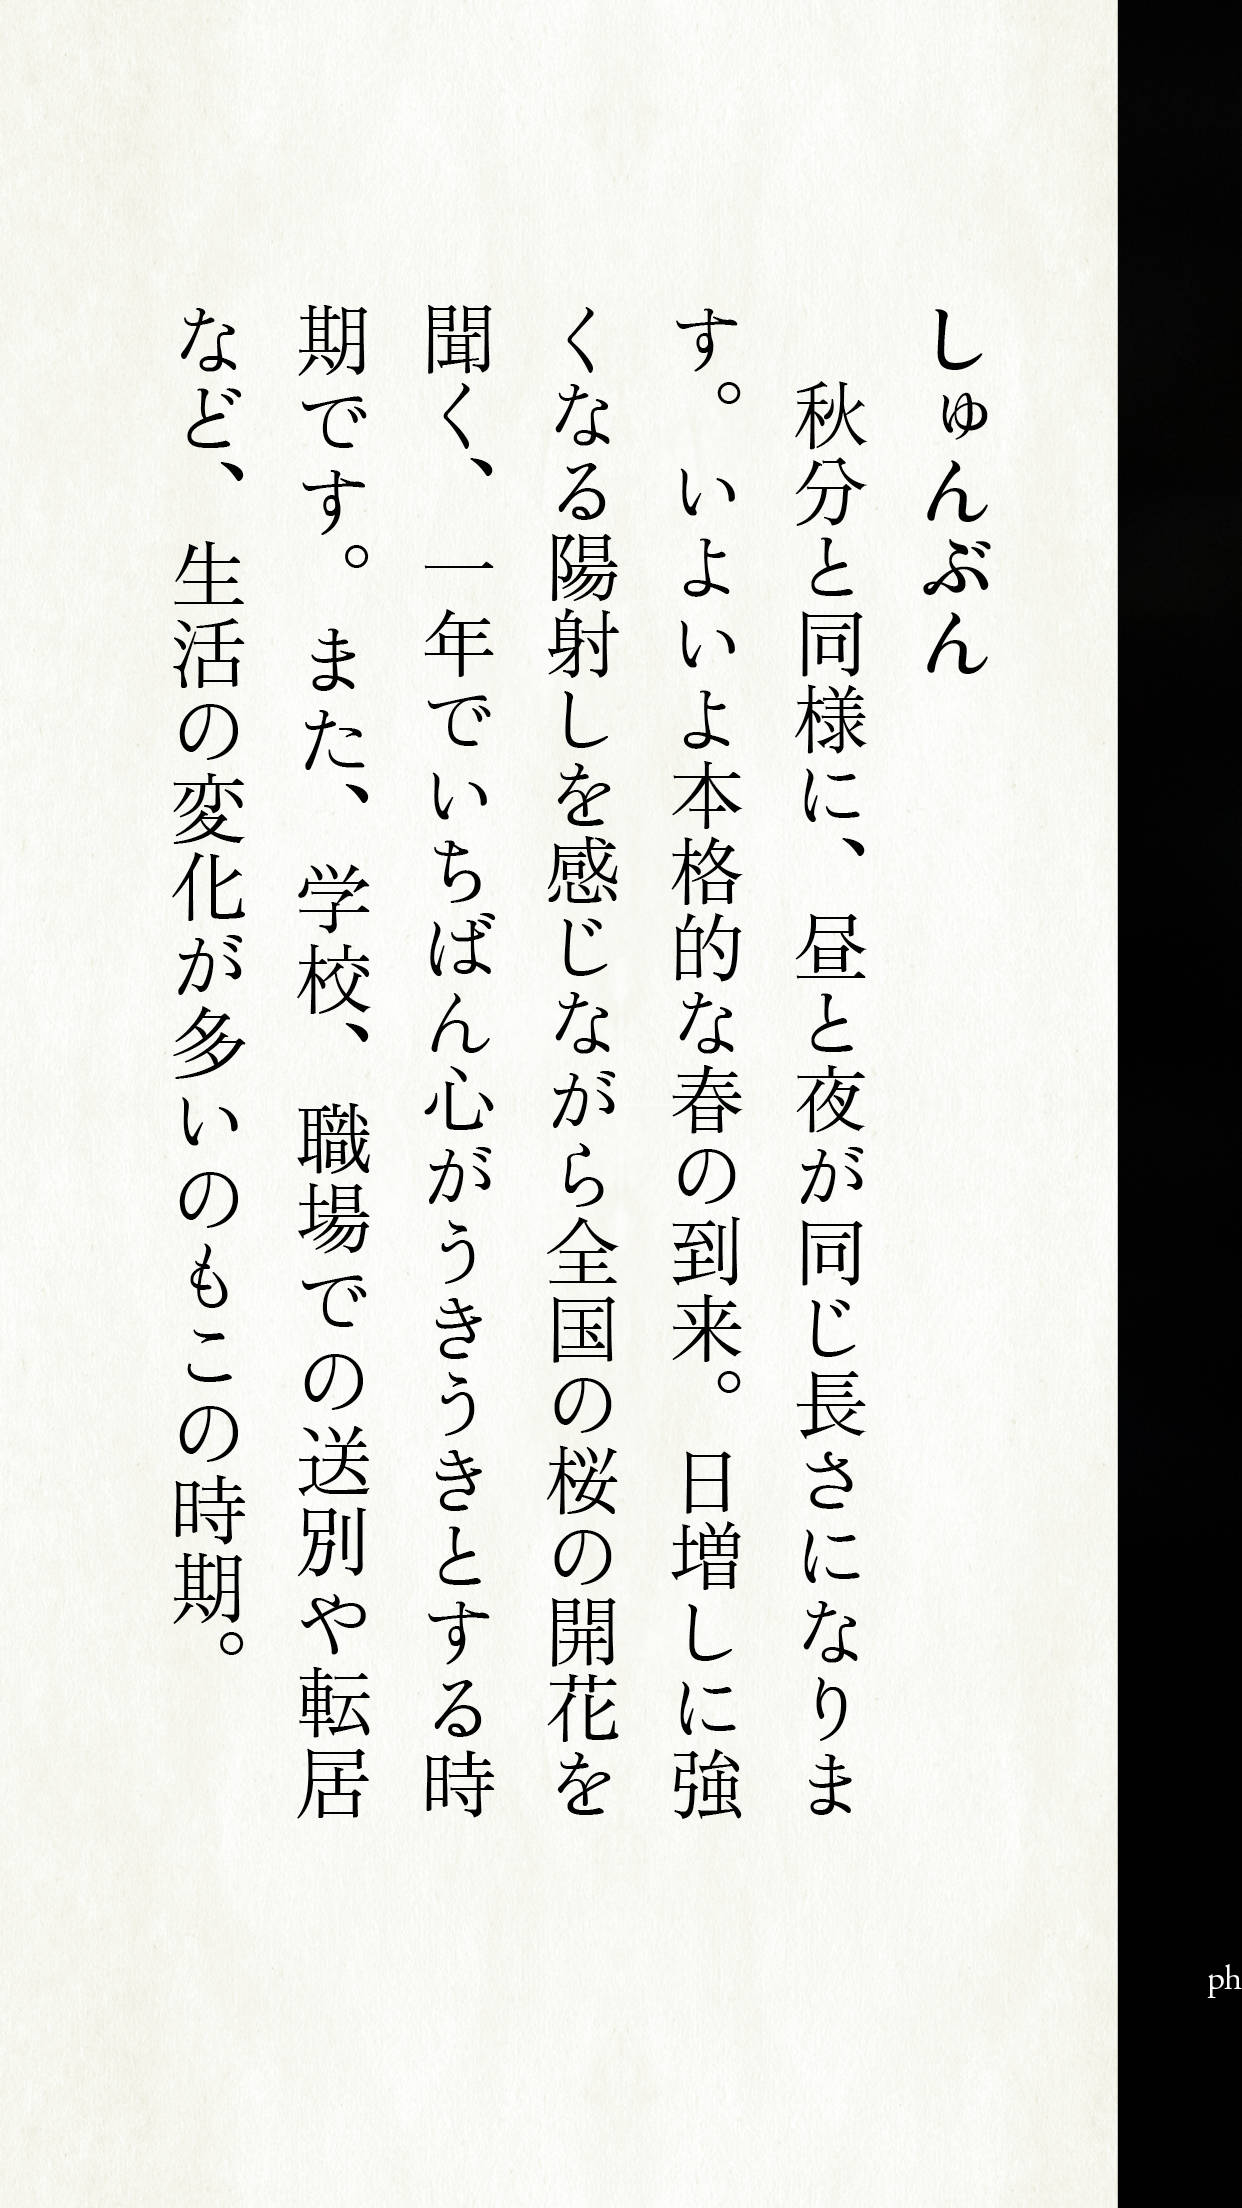 しゅんぶん
　秋分と同様に、昼と夜が同じ長さになりま
す。いよいよ本格的な春の到来。日増しに強
くなる陽射しを感じながら全国の桜の開花を
聞く、一年でいちばん心がうきうきとする時
期です。また、学校、職場での送別や転居
など、生活の変化が多いのもこの時期。
ph